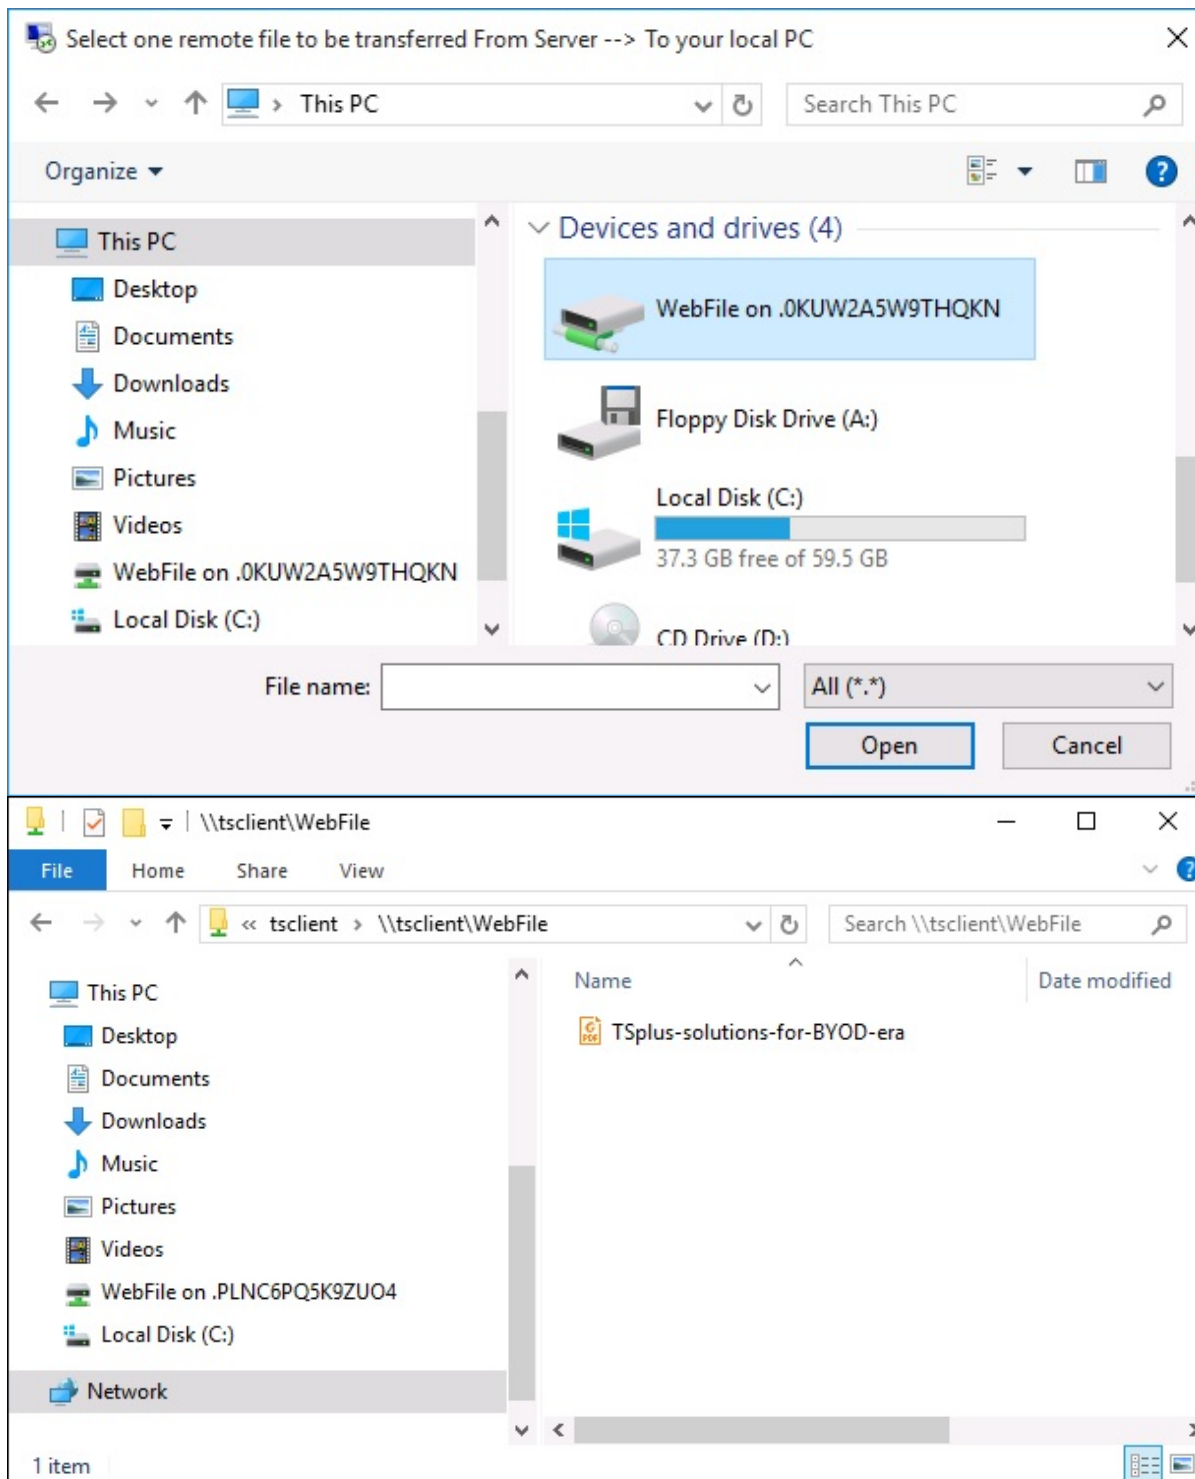 Select one remote file to be transferred From Server --> To your local PC
This PC
Search This PC
Organize
This PC
Desktop
Documents
Downloads
Music
Pictures
Videos
WebFile on .0KUW2A5W9THQKN
Local Disk (C:)
Devices and drives (4)
WebFile on .0KUW2A5W9THQKN
Floppy Disk Drive (A:)
Local Disk (C:)
37.3 GB free of 59.5 GB
CD Drive (D:)
File name:
All (*.*)
Open
Cancel
\\tsclient\WebFile
File
Home
Share
View
« tsclient › \\tsclient\WebFile
Search \\tsclient\WebFile
This PC
Desktop
Documents
Downloads
Music
Pictures
Videos
WebFile on .PLNC6PQ5K9ZUO4
Local Disk (C:)
Network
Name
Date modified
TSplus-solutions-for-BYOD-era
1 item